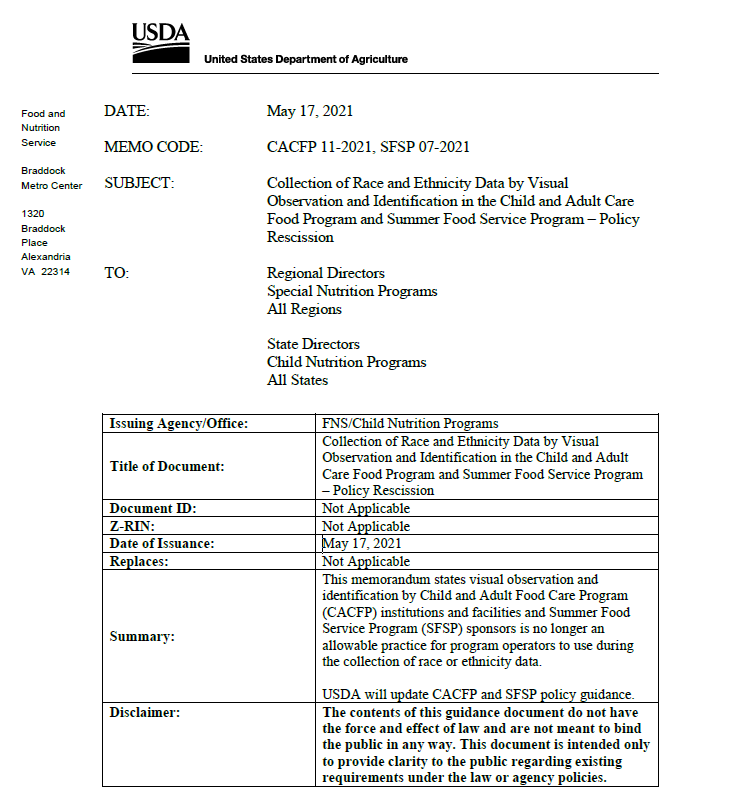 USDA
United States Department of Agriculture
Food and
Nutrition
Service
Braddock
Metro Center
1320
Braddock
Place
Alexandria
VA 22314
DATE: May 17, 2021
MEMO CODE: CACFP 11-2021, SFSP 07-2021
SUBJECT: Collection of Race and Ethnicity Data by Visual
Observation and Identification in the Child and Adult Care
Food Program and Summer Food Service Program – Policy
Rescission
TO: Regional Directors
Special Nutrition Programs
All Regions
State Directors
Child Nutrition Programs
All States
Issuing Agency/Office: FNS/Child Nutrition Programs
Title of Document: Collection of Race and Ethnicity Data by Visual
Observation and Identification in the Child and Adult
Care Food Program and Summer Food Service Program
– Policy Rescission
Document ID: Not Applicable
Z-RIN: Not Applicable
Date of Issuance: May 17, 2021
Replaces: Not Applicable
Summary: This memorandum states visual observation and
identification by Child and Adult Food Care Program
(CACFP) institutions and facilities and Summer Food
Service Program (SFSP) sponsors is no longer an
allowable practice for program operators to use during
the collection of race or ethnicity data.
USDA will update CACFP and SFSP policy guidance.
Disclaimer: The contents of this guidance document do not have
the force and effect of law and are not meant to bind
the public in any way. This document is intended only
to provide clarity to the public regarding existing
requirements under the law or agency policies.